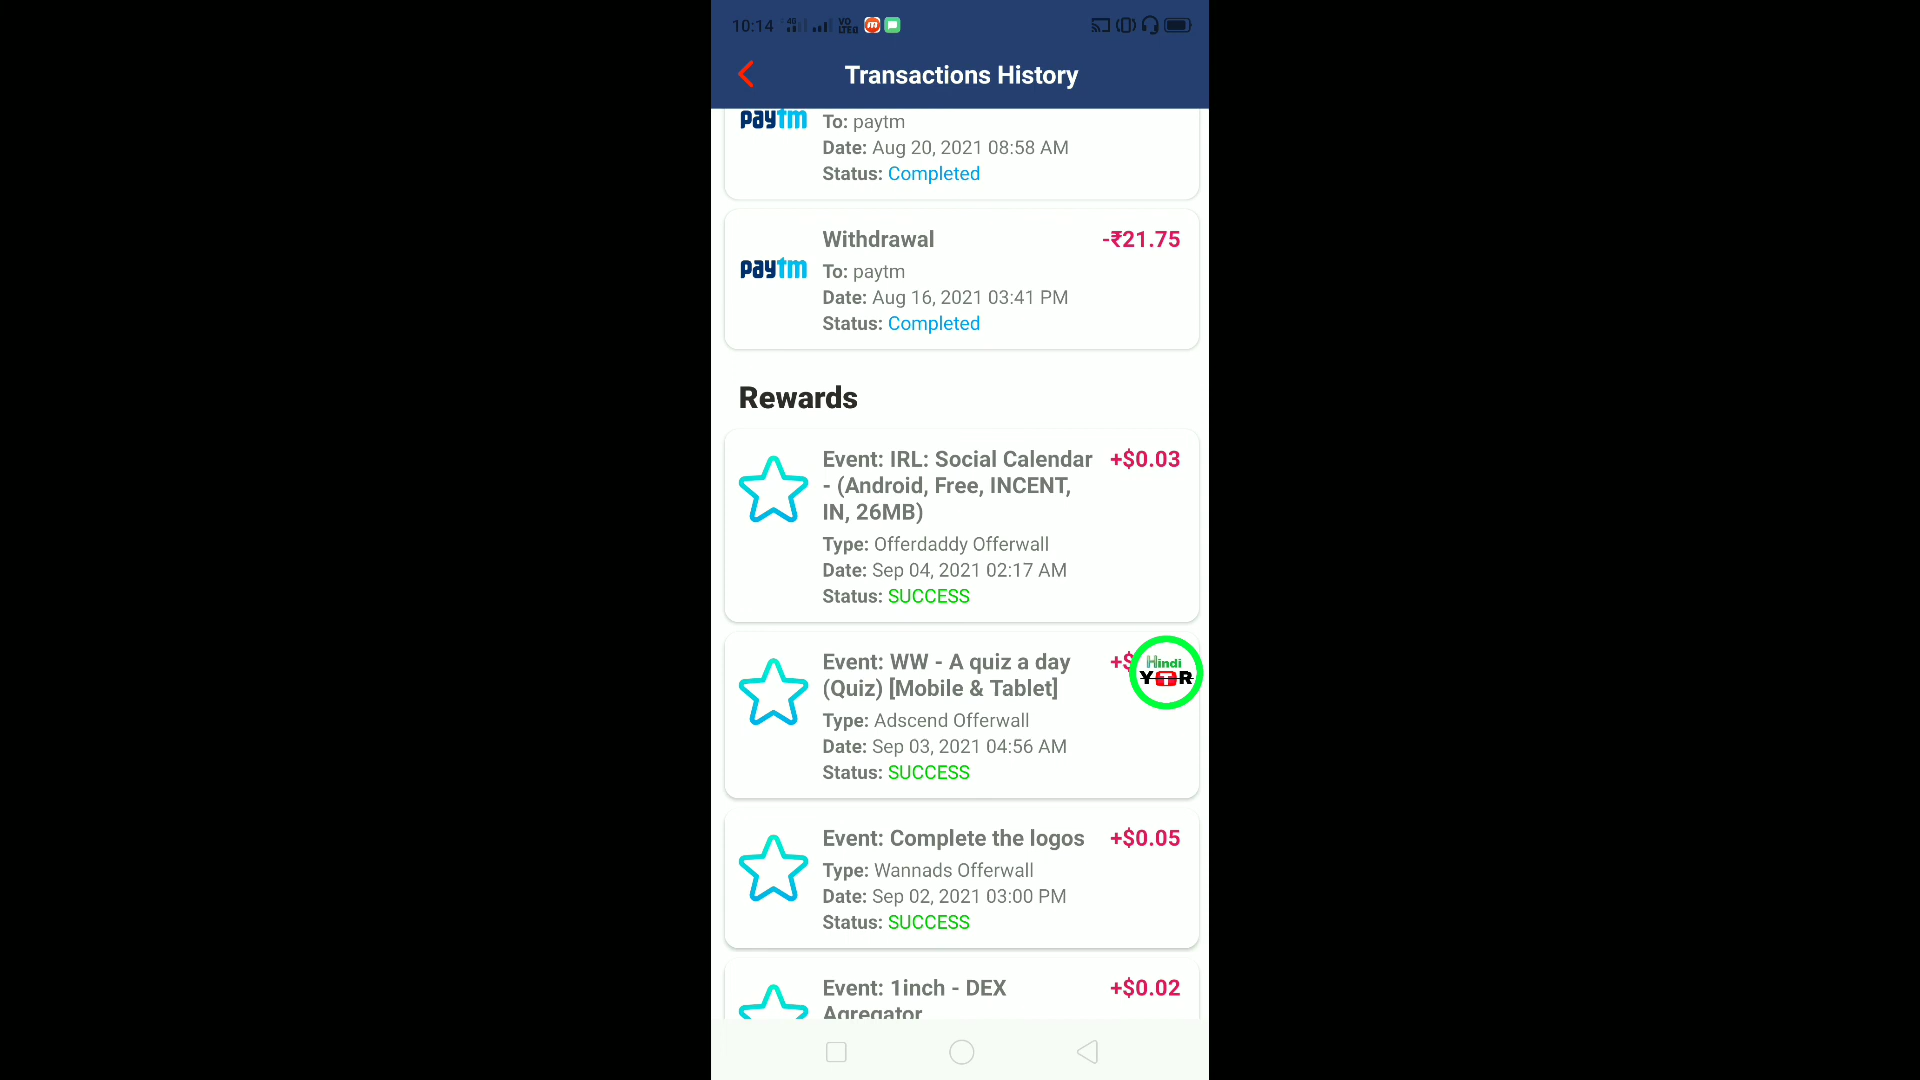 10:14 4G VO LTE
Transactions History
paytm
To: paytm
Date: Aug 20, 2021 08:58 AM
Status: Completed
Withdrawal -₹21.75
paytm
To: paytm
Date: Aug 16, 2021 03:41 PM
Status: Completed
Rewards
Event: IRL: Social Calendar +$0.03
- (Android, Free, INCENT,
IN, 26MB)
Type: Offerdaddy Offerwall
Date: Sep 04, 2021 02:17 AM
Status: SUCCESS
Event: WW - A quiz a day +$
(Quiz) [Mobile & Tablet]
Hindi
YTR
Type: Adscend Offerwall
Date: Sep 03, 2021 04:56 AM
Status: SUCCESS
Event: Complete the logos +$0.05
Type: Wannads Offerwall
Date: Sep 02, 2021 03:00 PM
Status: SUCCESS
Event: 1inch - DEX +$0.02
Agregator